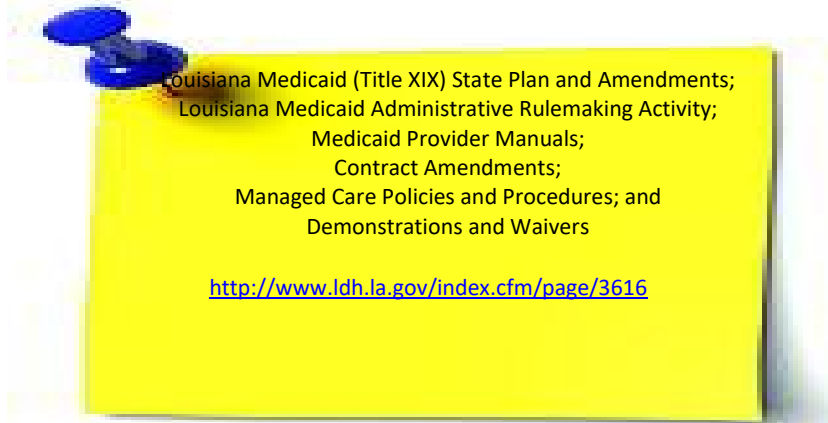 Louisiana Medicaid (Title XIX) State Plan and Amendments;
Louisiana Medicaid Administrative Rulemaking Activity;
Medicaid Provider Manuals;
Contract Amendments;
Managed Care Policies and Procedures; and
Demonstrations and Waivers
http://www.ldh.la.gov/index.cfm/page/3616